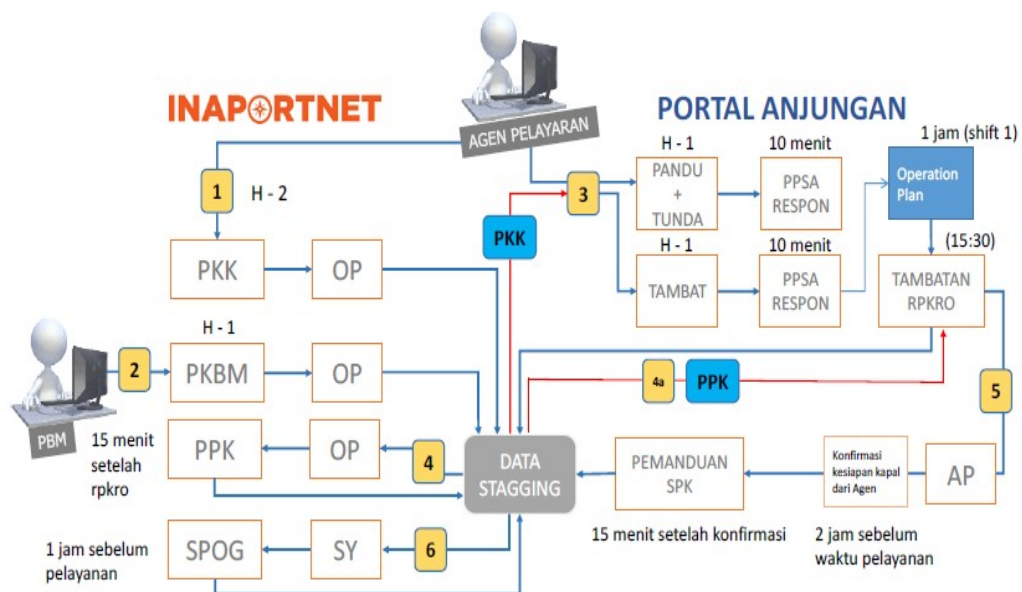 INAPORTNET
AGEN PELAYARAN
PORTAL ANJUNGAN
1 H - 2
PKK
OP
PBM
2
H - 1
PKBM
OP
15 menit
setelah
rpkro
PPK
OP
4
1 jam sebelum
pelayanan
SPOG
SY
6
DATA
STAGGING
PKK
3
H - 1
PANDU
+
TUNDA
10 menit
PPSA
RESPON
H - 1
TAMBAT
10 menit
PPSA
RESPON
1 jam (shift 1)
Operation
Plan
(15:30)
TAMBATAN
RPKRO
4a
PPK
5
AP
Konfirmasi
kesiapan kapal
dari Agen
2 jam sebelum
waktu pelayanan
PEMANDUAN
SPK
15 menit setelah konfirmasi